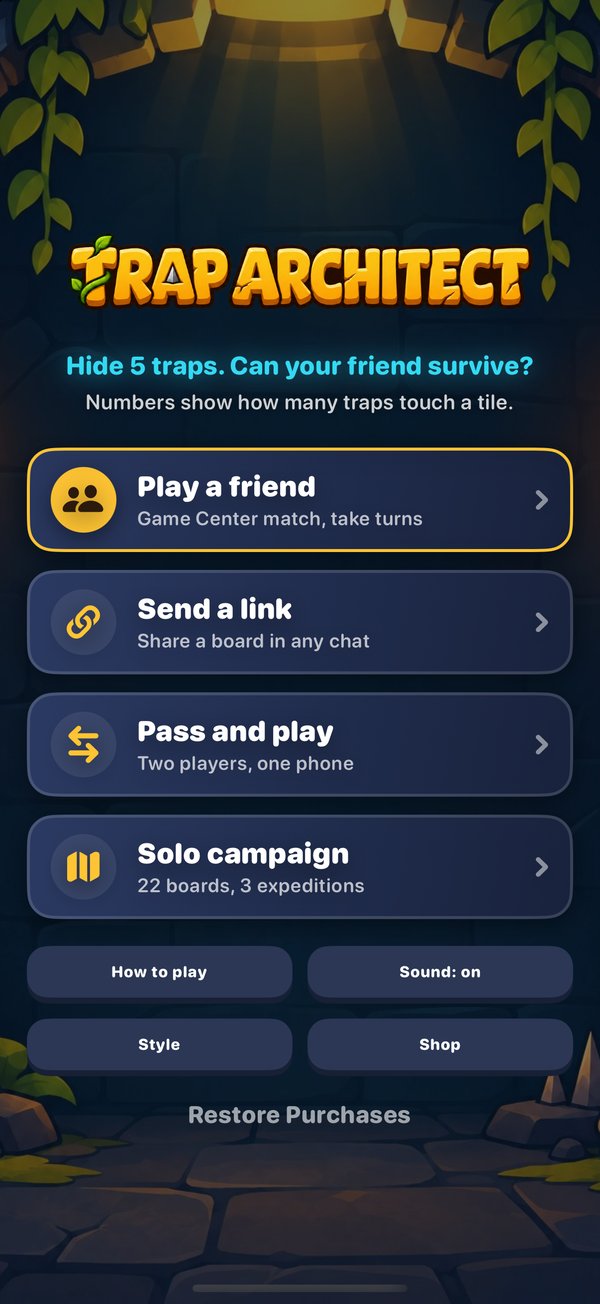 TRAP ARCHITECT
Hide 5 traps. Can your friend survive?
Numbers show how many traps touch a tile.
Play a friend
Game Center match, take turns
Send a link
Share a board in any chat
Pass and play
Two players, one phone
Solo campaign
22 boards, 3 expeditions
How to play
Sound: on
Style
Shop
Restore Purchases